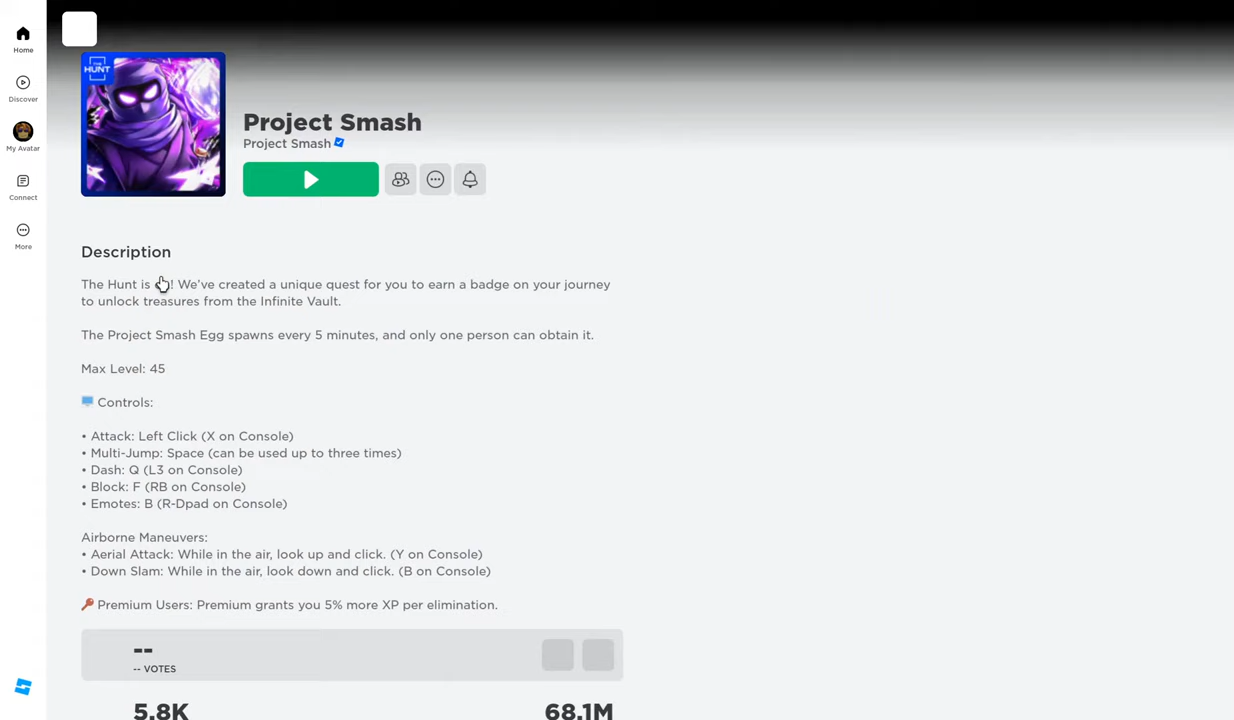 Home
Discover
My Avatar
Connect
More
THE
HUNT
Project Smash
Project Smash
Description
The Hunt is ! We've created a unique quest for you to earn a badge on your journey
to unlock treasures from the Infinite Vault.
The Project Smash Egg spawns every 5 minutes, and only one person can obtain it.
Max Level: 45
Controls:
• Attack: Left Click (X on Console)
• Multi-Jump: Space (can be used up to three times)
• Dash: Q (L3 on Console)
• Block: F (RB on Console)
• Emotes: B (R-Dpad on Console)
Airborne Maneuvers:
• Aerial Attack: While in the air, look up and click. (Y on Console)
• Down Slam: While in the air, look down and click. (B on Console)
Premium Users: Premium grants you 5% more XP per elimination.
--
-- VOTES
5.8K 68.1M